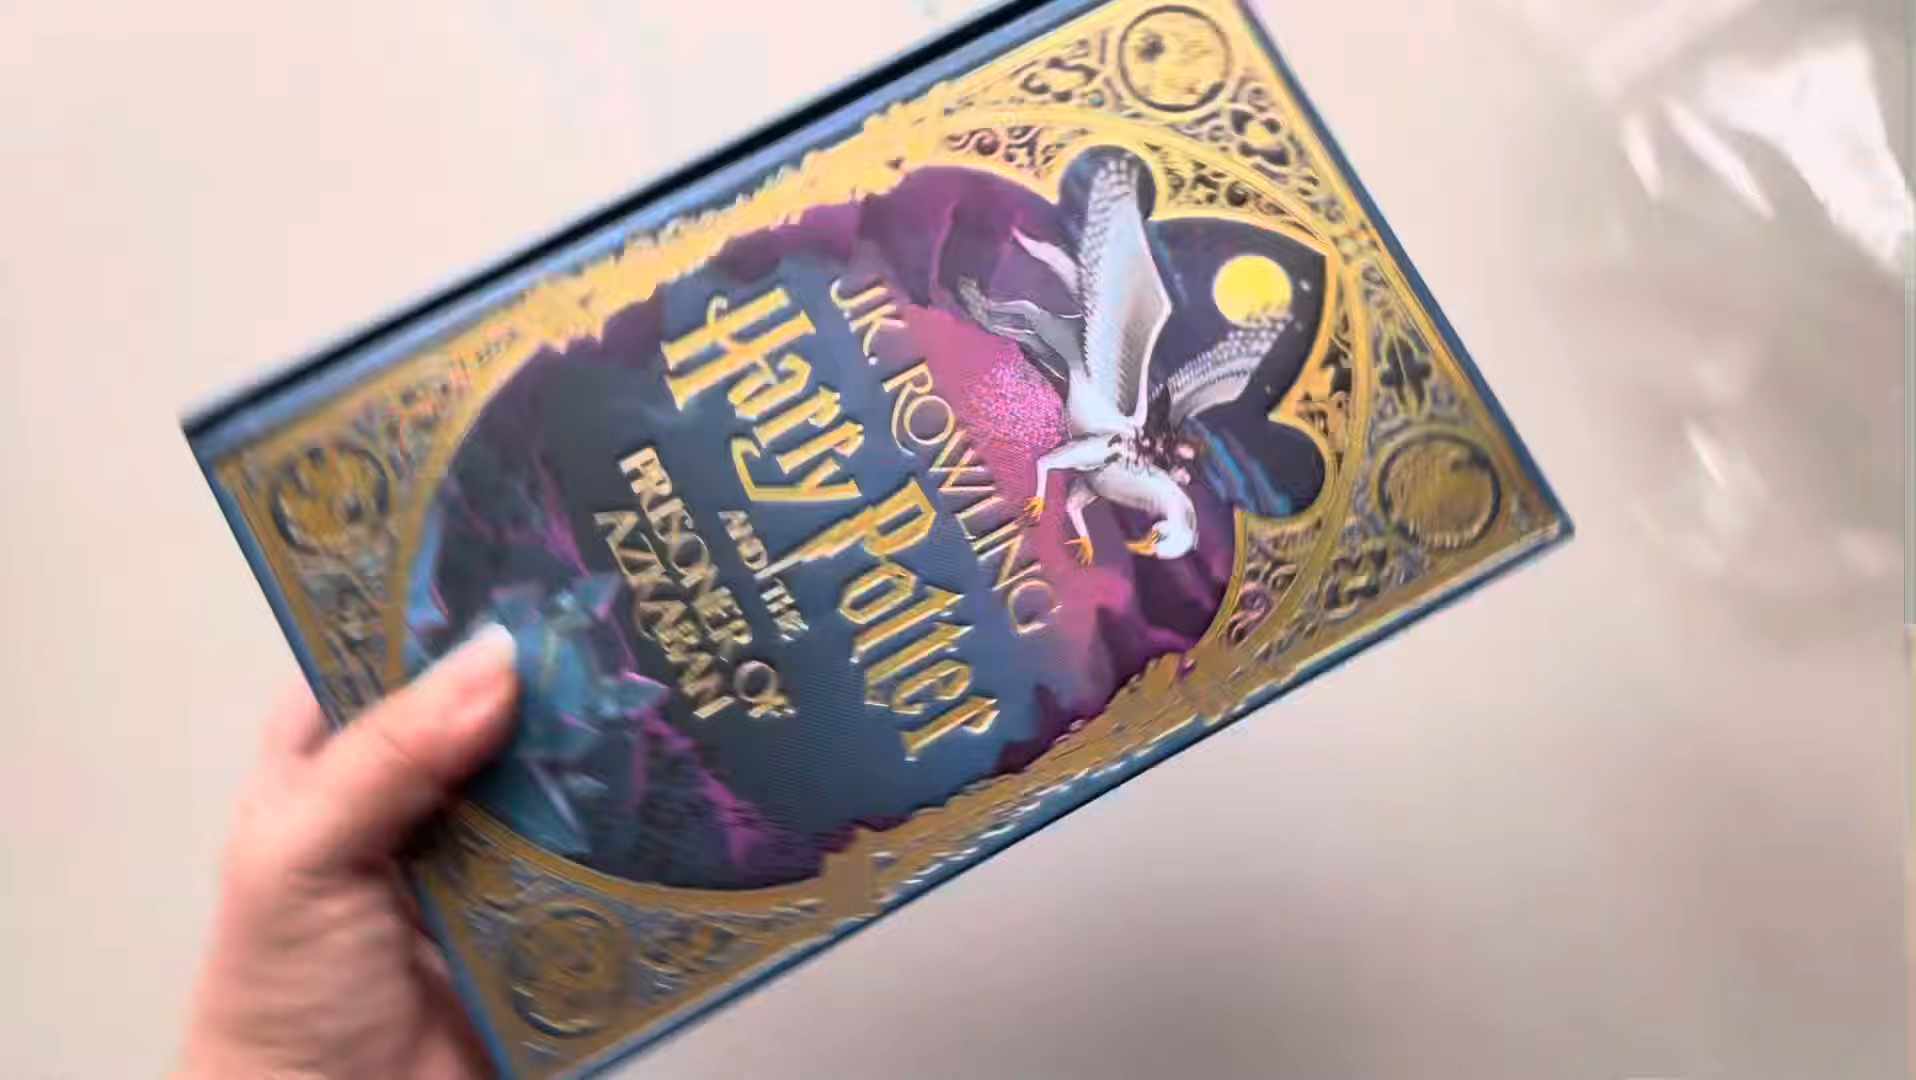 J.K. ROWLING
Harry Potter
AND THE
PRISONER OF
AZKABAN